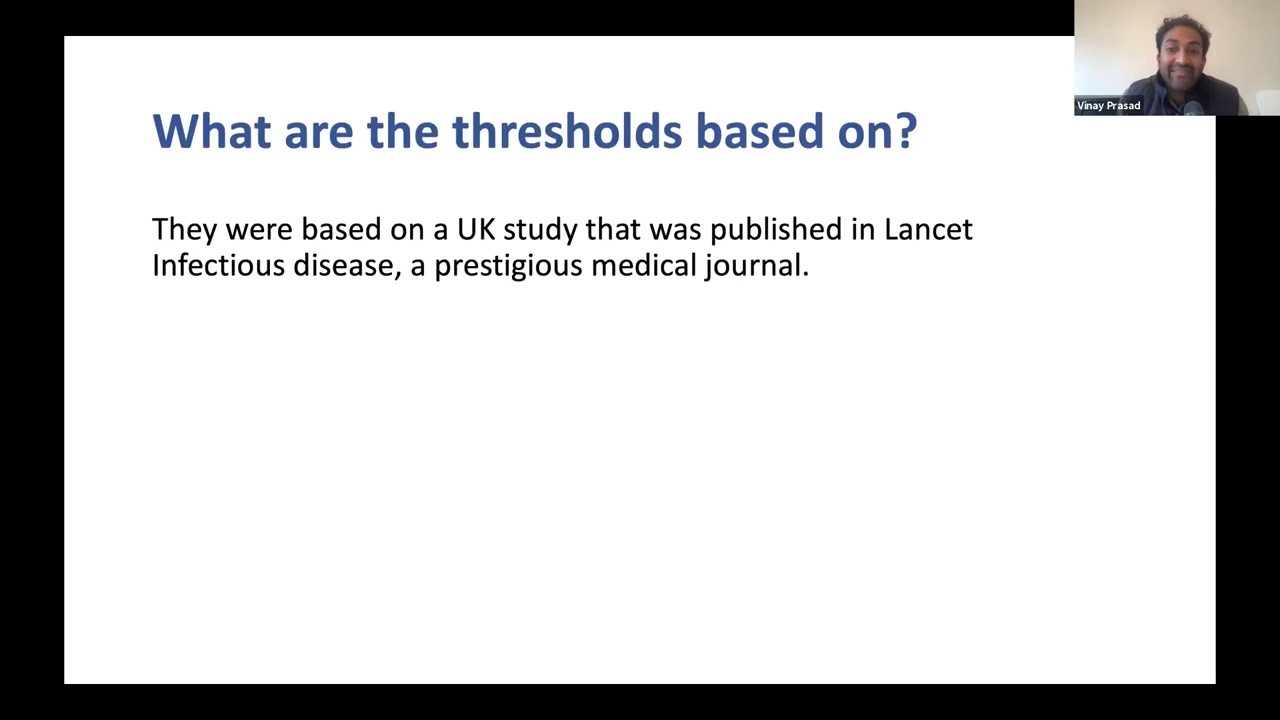 What are the thresholds based on?
They were based on a UK study that was published in Lancet
Infectious disease, a prestigious medical journal.
Vinay Prasad